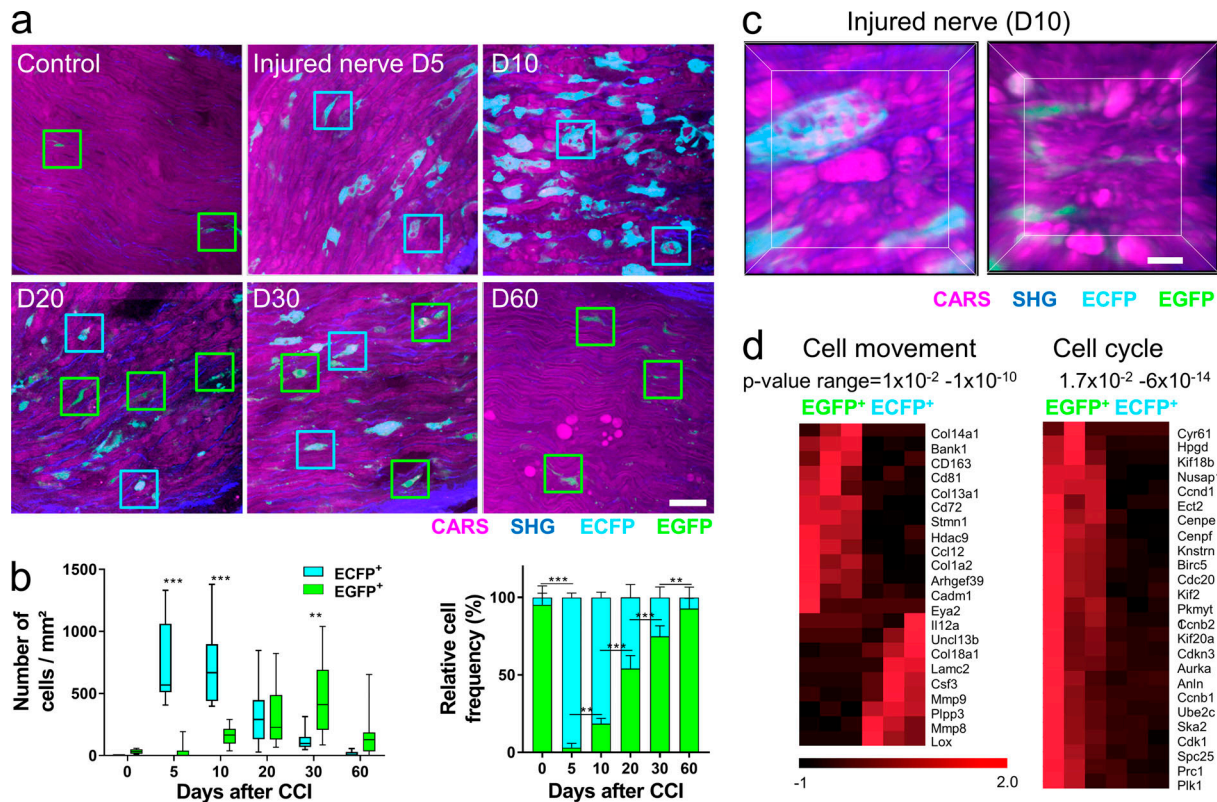 a
Control
Injured nerve D5
D10
D20
D30
D60
CARS SHG ECFP EGFP
b
Number of
cells / mm²
1500
1000
500
0
***
***
**
ECFP+
EGFP+
0 5 10 20 30 60
Days after CCI
Relative cell
frequency (%)
100
50
0
***
**
***
***
**
0 5 10 20 30 60
Days after CCI
c
Injured nerve (D10)
CARS SHG ECFP EGFP
d
Cell movement
p-value range=1x10⁻² -1x10⁻¹⁰
EGFP+ ECFP+
Col14a1
Bank1
CD163
Cd81
Col13a1
Cd72
Stmn1
Hdac9
Ccl12
Col1a2
Arhgef39
Cadm1
Eya2
Il12a
Uncl13b
Col18a1
Lamc2
Csf3
Mmp9
Plpp3
Mmp8
Lox
-1
2.0
Cell cycle
1.7x10⁻² -6x10⁻¹⁴
EGFP+ ECFP+
Cyr61
Hpgd
Kif18b
Nusap
Ccnd1
Ect2
Cenpe
Cenpf
Knstrn
Birc5
Cdc20
Kif2
Pkmyt
Ccnb2
Kif20a
Cdkn3
Aurka
Anln
Ccnb1
Ube2c
Ska2
Cdk1
Spc25
Prc1
Plk1